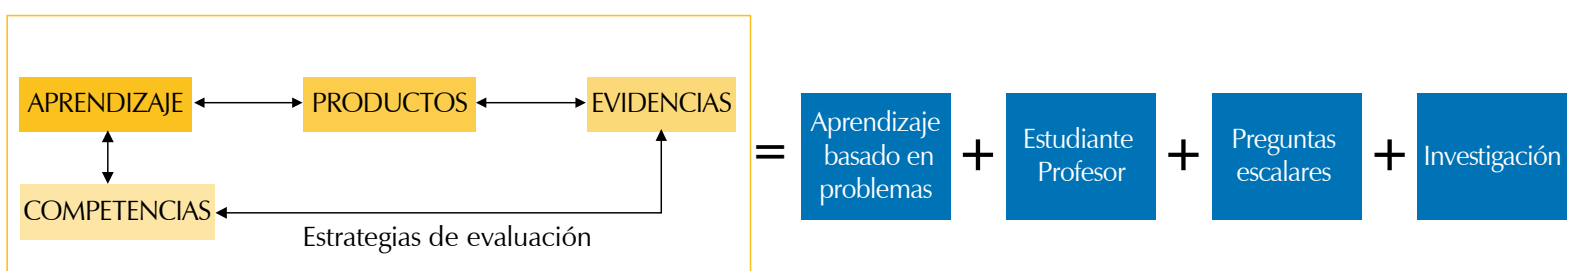 APRENDIZAJE
PRODUCTOS
EVIDENCIAS
COMPETENCIAS
Estrategias de evaluación
=
Aprendizaje
basado en
problemas
+
Estudiante
Profesor
+
Preguntas
escalares
+
Investigación